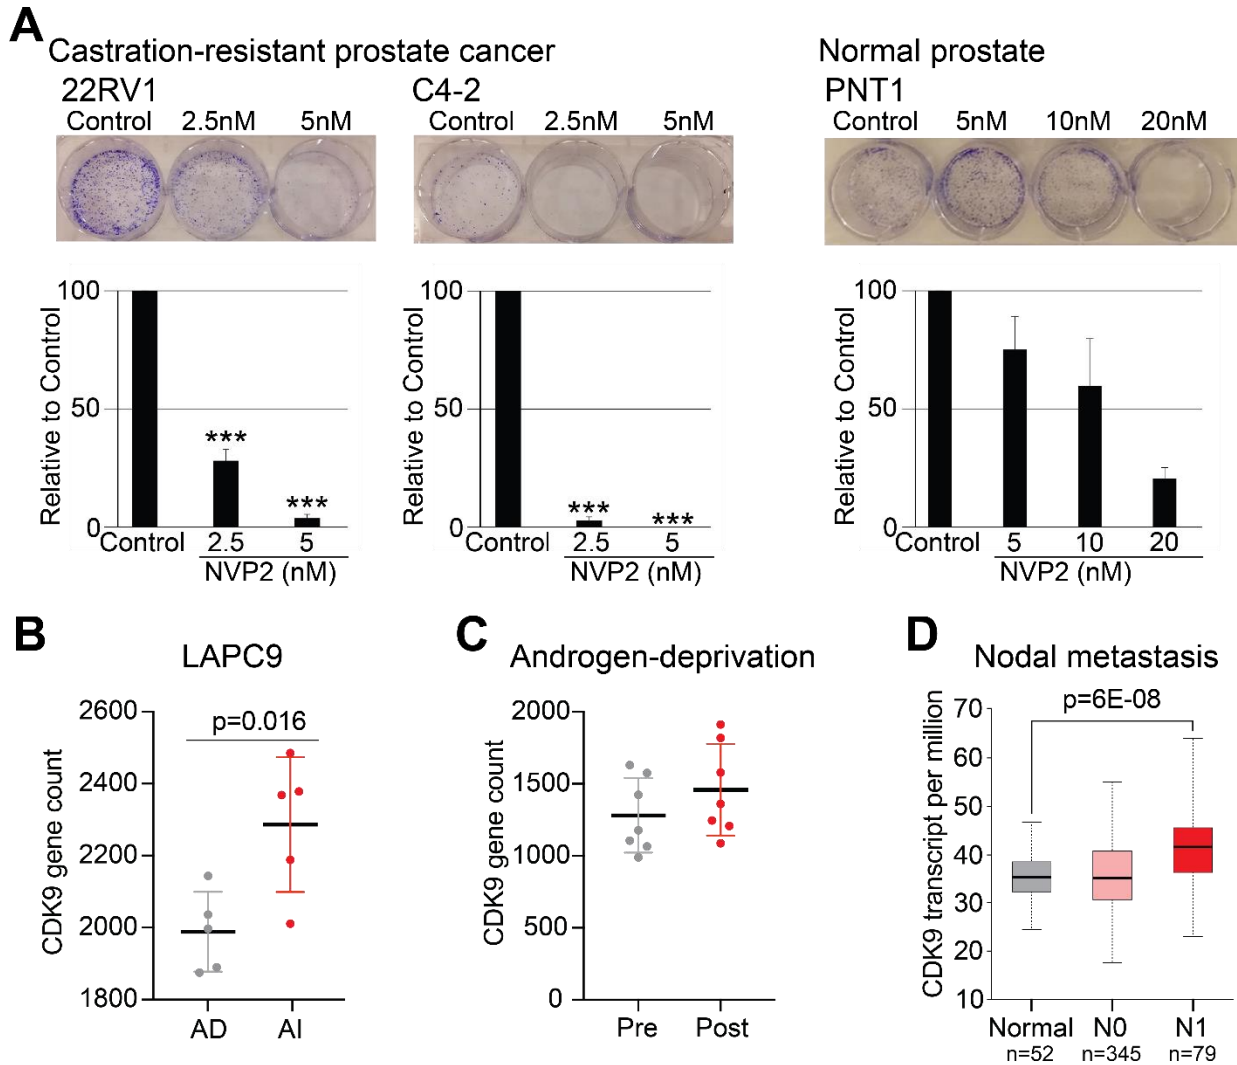 A
Castration-resistant prostate cancer
Normal prostate
22RV1
C4-2
PNT1
Control 2.5nM 5nM
Control 2.5nM 5nM
Control 5nM 10nM 20nM
Relative to Control
100
50
0
***
***
Control 2.5 5
NVP2 (nM)
Relative to Control
100
50
0
***
***
Control 2.5 5
NVP2 (nM)
Relative to Control
100
50
0
Control 5 10 20
NVP2 (nM)
B
LAPC9
CDK9 gene count
2600
2400
2200
2000
1800
p=0.016
AD AI
C
Androgen-deprivation
CDK9 gene count
2000
1500
1000
500
0
Pre Post
D
Nodal metastasis
CDK9 transcript per million
70
60
50
40
30
20
10
p=6E-08
Normal N0 N1
n=52 n=345 n=79